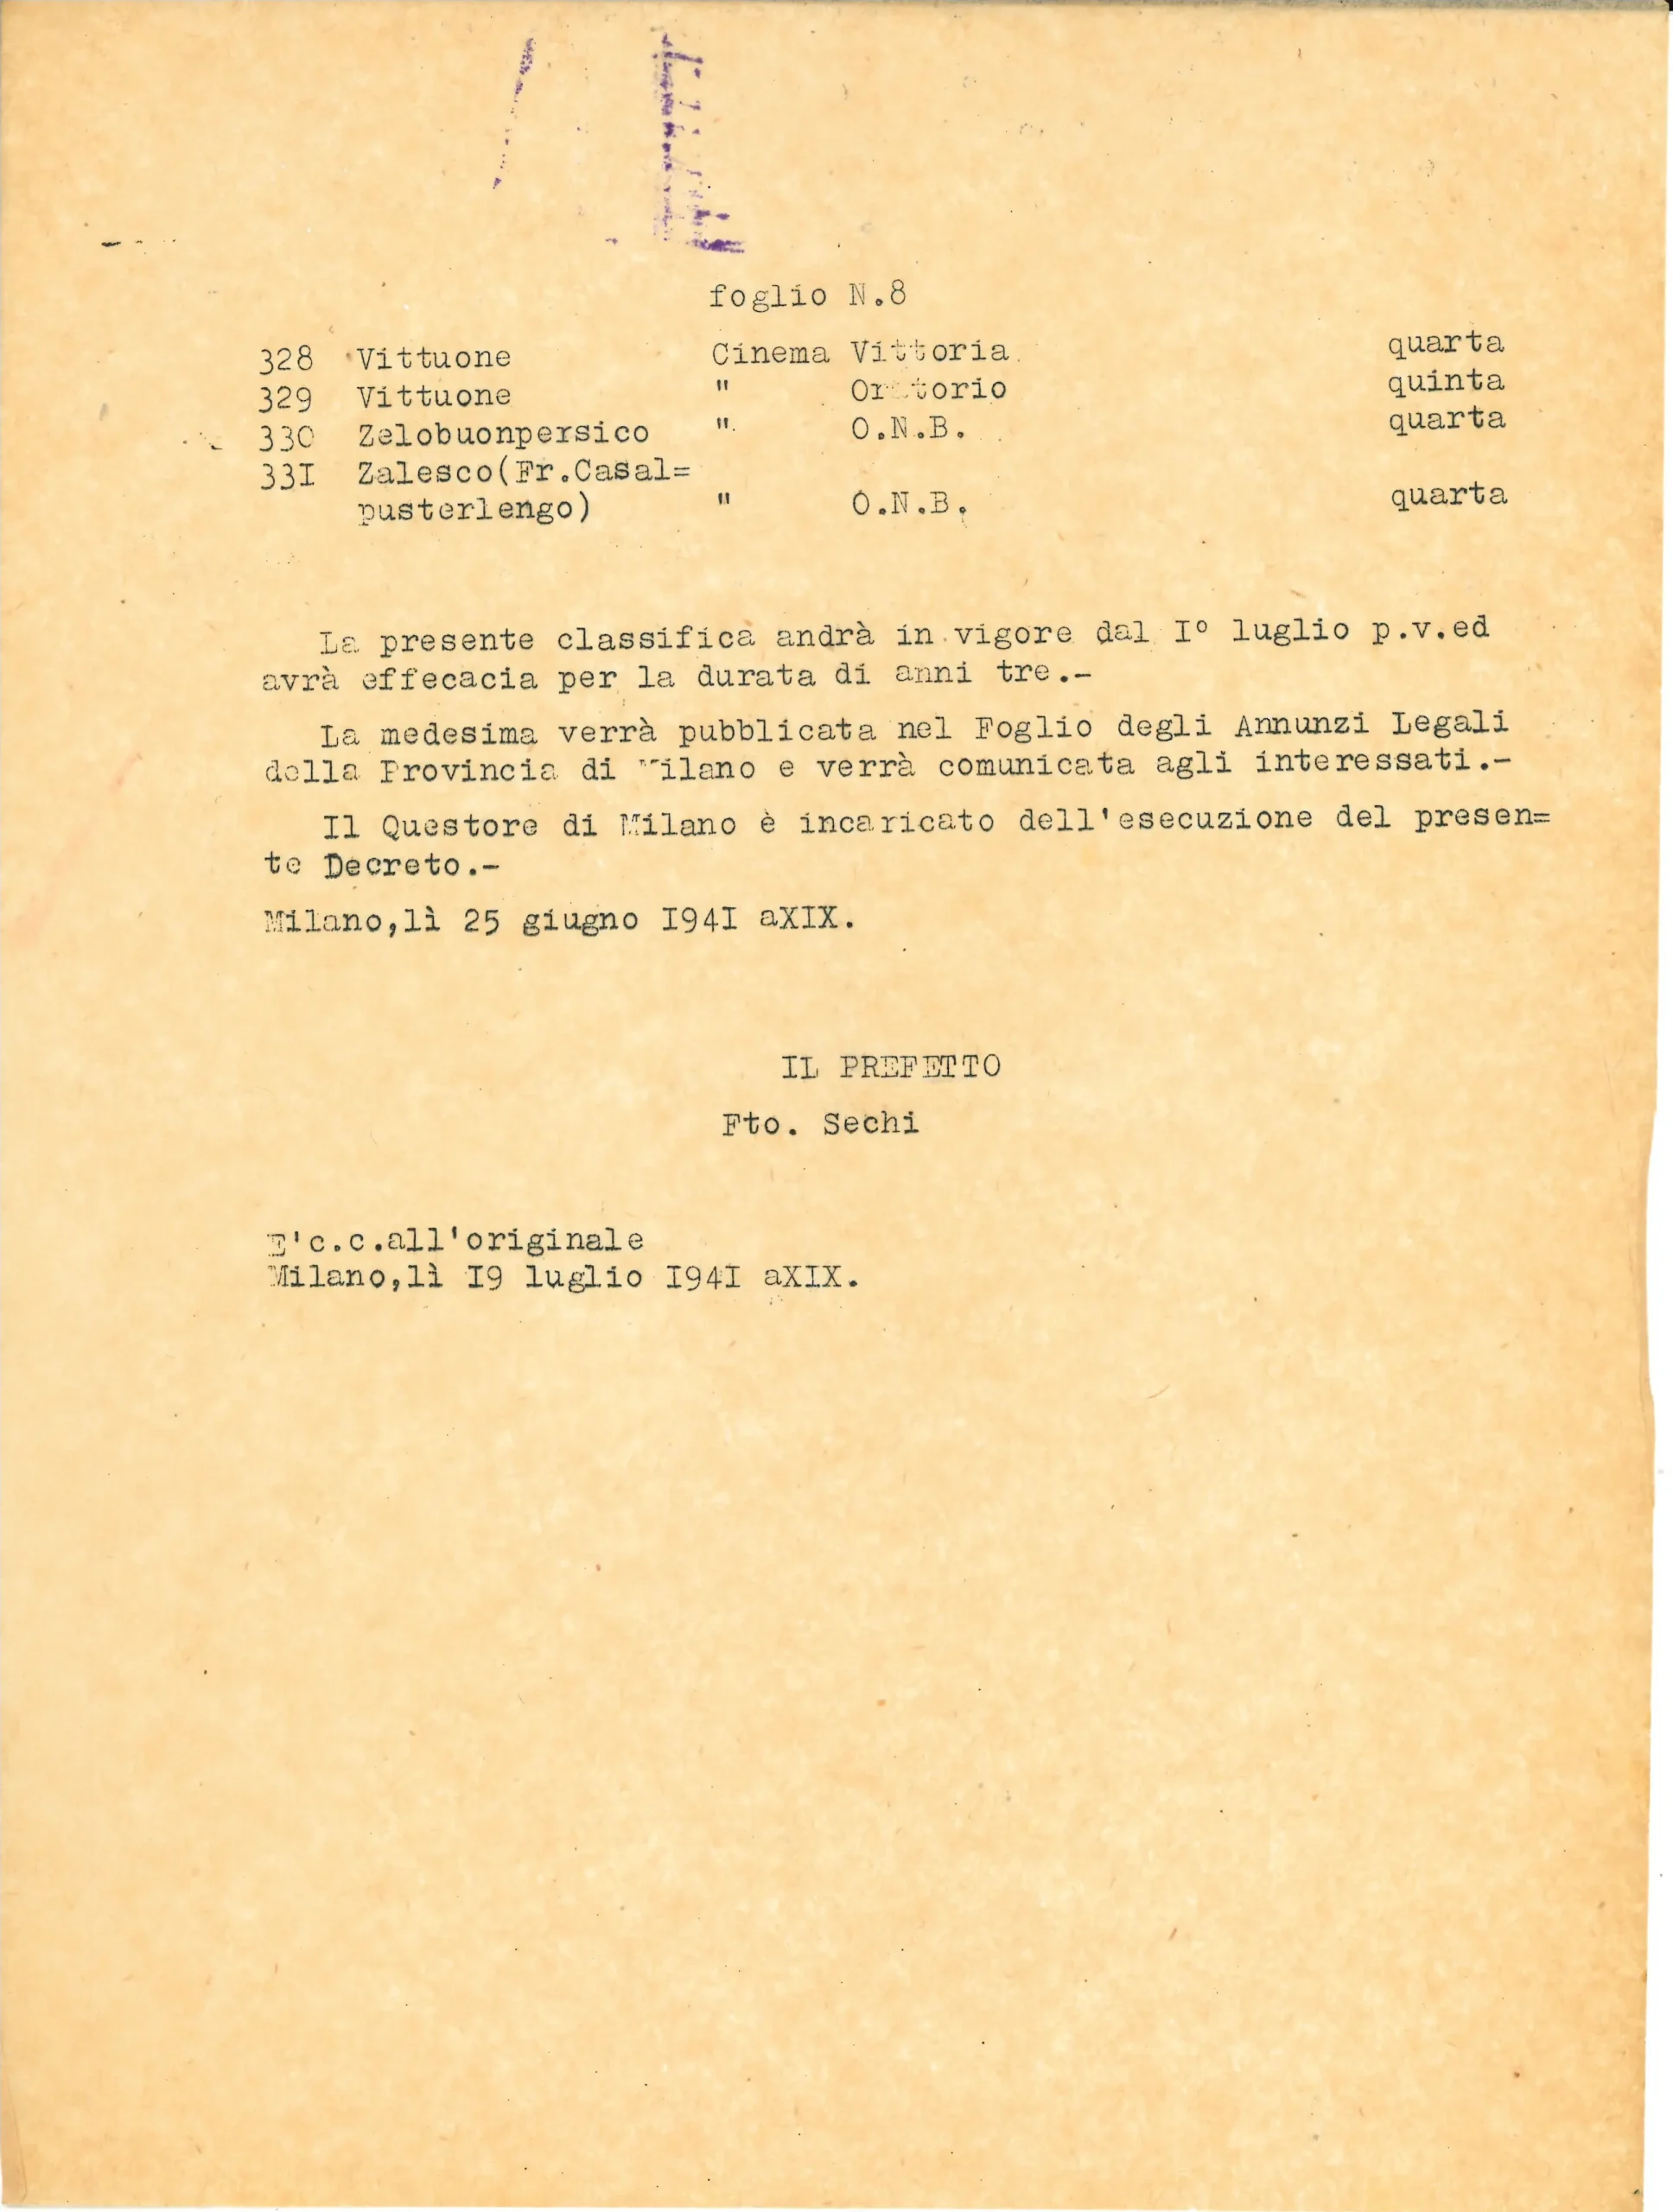 foglio N.8
328 Vittuone Cinema Vittoria quarta
329 Vittuone " Oratorio quinta
330 Zelobuonpersico " O.N.B. quarta
33I Zalesco(Fr.Casal=
pusterlengo) " O.N.B. quarta
La presente classifica andrà in vigore dal I° luglio p.v.ed
avrà effecacia per la durata di anni tre.-
La medesima verrà pubblicata nel Foglio degli Annunzi Legali
della Provincia di Milano e verrà comunicata agli interessati.-
Il Questore di Milano è incaricato dell'esecuzione del presen=
te Decreto.-
Milano,lì 25 giugno I94I aXIX.
IL PREFETTO
Fto. Sechi
E'c.c.all'originale
Milano,lì I9 luglio I94I aXIX.